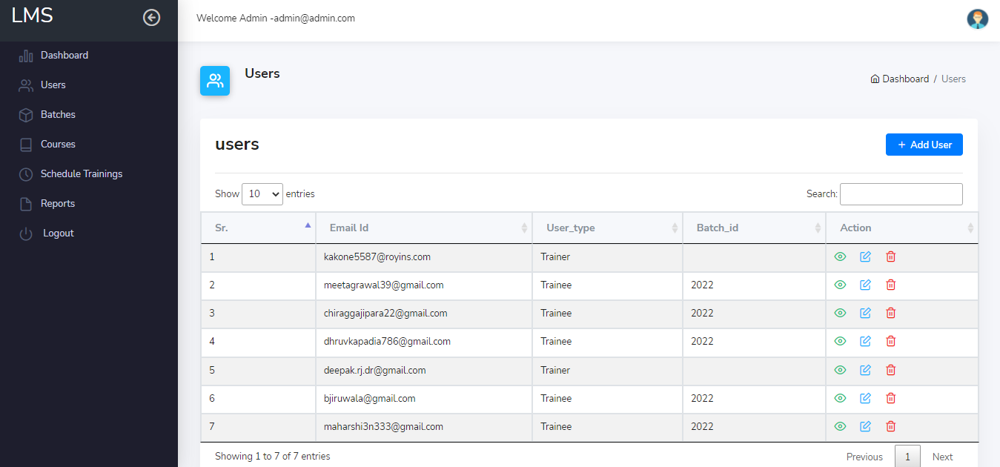 LMS
Welcome Admin -admin@admin.com
Dashboard
Users
Batches
Courses
Schedule Trainings
Reports
Logout
Users
Dashboard / Users
users
+ Add User
Show 10 entries
Search:
Sr. Email Id User_type Batch_id Action
1 kakone5587@royins.com Trainer
2 meetagrawal39@gmail.com Trainee 2022
3 chiraggajipara22@gmail.com Trainee 2022
4 dhruvkapadia786@gmail.com Trainee 2022
5 deepak.rj.dr@gmail.com Trainer
6 bjiruwala@gmail.com Trainee 2022
7 maharshi3n333@gmail.com Trainee 2022
Showing 1 to 7 of 7 entries
Previous 1 Next